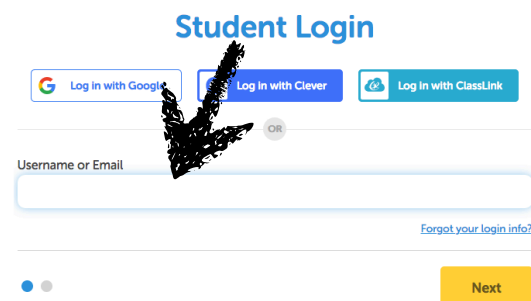 Student Login
Log in with Google Log in with Clever Log in with ClassLink
OR
Username or Email
Forgot your login info?
Next